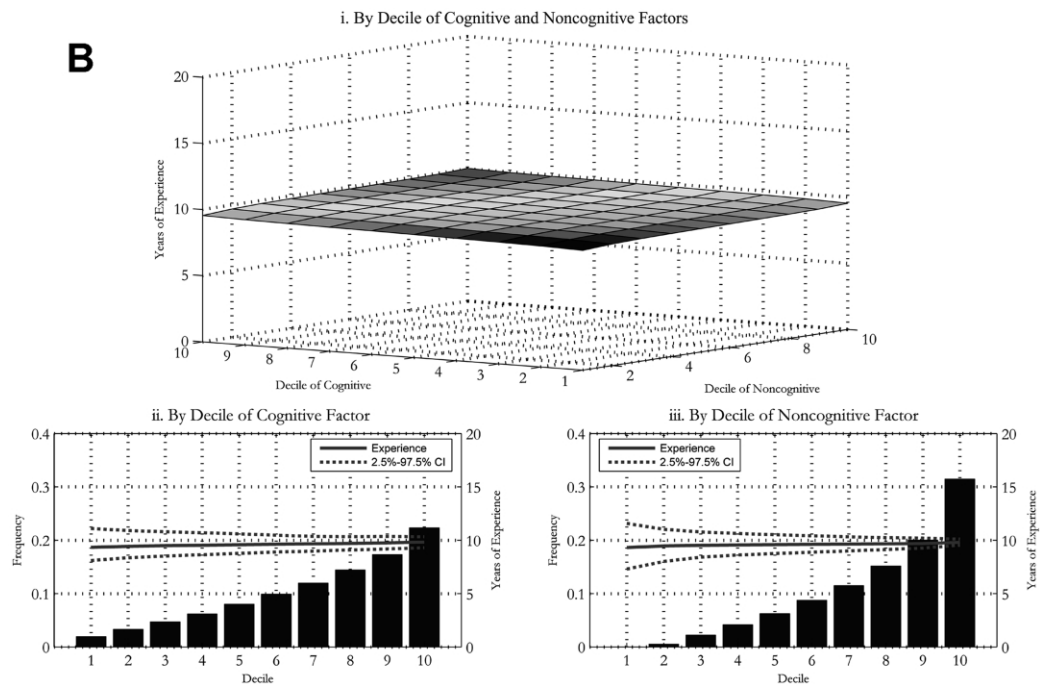 i. By Decile of Cognitive and Noncognitive Factors
B
20
15
10
5
0
Years of Experience
10 9 8 7 6 5 4 3 2 1
Decile of Cognitive
2 4 6 8 10
Decile of Noncognitive
ii. By Decile of Cognitive Factor
0.4
0.3
0.2
0.1
0
Frequency
Experience
2.5%-97.5% CI
20
15
10
5
0
Years of Experience
1 2 3 4 5 6 7 8 9 10
Decile
iii. By Decile of Noncognitive Factor
0.4
0.3
0.2
0.1
0
Frequency
Experience
2.5%-97.5% CI
20
15
10
5
0
Years of Experience
1 2 3 4 5 6 7 8 9 10
Decile